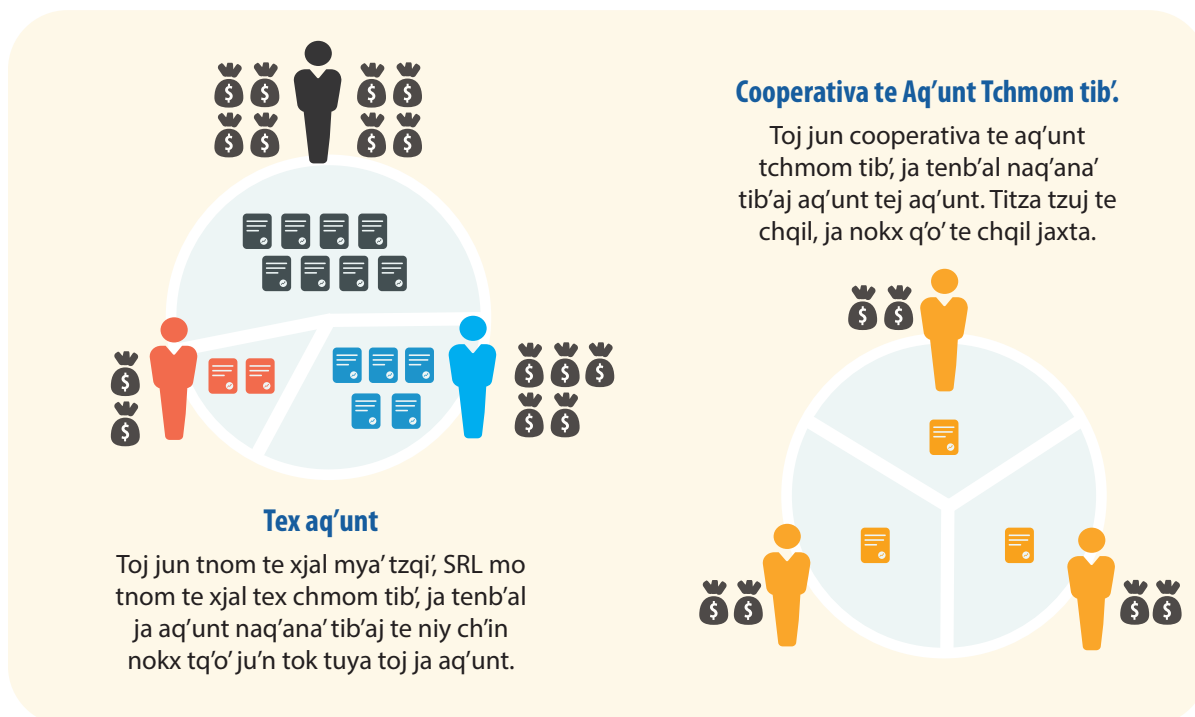 Tex aq'unt
Toj jun tnom te xjal mya' tzqi', SRL mo
tnom te xjal tex chmom tib', ja tenb'al
ja aq'unt naq'ana' tib'aj te niy ch'in
nokx tq'o' ju'n tok tuya toj ja aq'unt.
Cooperativa te Aq'unt Tchmom tib'.
Toj jun cooperativa te aq'unt
tchmom tib', ja tenb'al naq'ana'
tib'aj aq'unt tej aq'unt. Titza tzuj te
chqil, ja nokx q'o' te chqil jaxta.